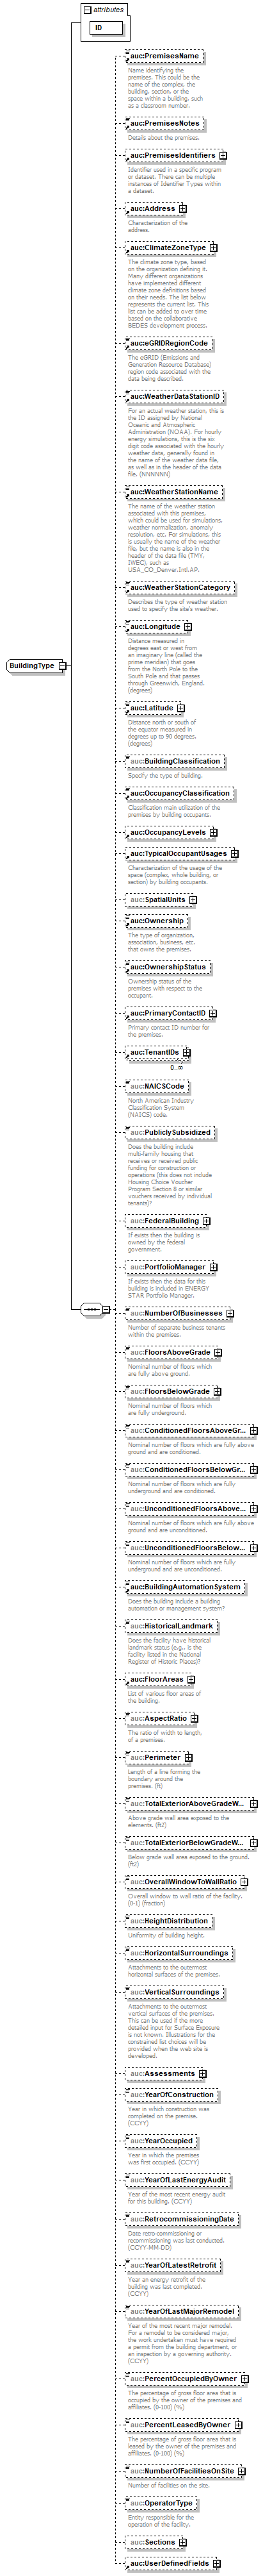 attributes
ID
auc:PremisesName
Name identifying the
premises. This could be the
name of the complex, the
building, section, or the
space within a building, such
as a classroom number.
auc:PremisesNotes
Details about the premises.
auc:PremisesIdentifiers
Identifier used in a specific program
or dataset. There can be multiple
instances of Identifier Types within
a dataset.
auc:Address
Characterization of the
address.
auc:ClimateZoneType
The climate zone type, based
on the organization defining it.
Many different organizations
have implemented different
climate zone definitions based
on their needs. The list below
represents the current list. This
list can be added to over time
based on the collaborative
BEDES development process.
auc:eGRIDRegionCode
The eGRID (Emissions and
Generation Resource Database)
region code associated with the
data being described.
auc:WeatherDataStationID
For an actual weather station, this is
the ID assigned by National
Oceanic and Atmospheric
Administration (NOAA). For hourly
energy simulations, this is the six
digit code associated with the hourly
weather data, generally found in
the name of the weather data file,
as well as in the header of the data
file. (NNNNNN)
auc:WeatherStationName
The name of the weather station
associated with the premises,
which could be used for simulations,
weather normalization, anomaly
resolution, etc. For simulations, this
is usually the name of the weather
file, but the name is also in the
header of the data file (TMY,
IWEC), such as
USA_CO_Denver.Intl.AP.
auc:WeatherStationCategory
Describes the type of weather station
used to specify the site's weather.
auc:Longitude
Distance measured in
degrees east or west from
an imaginary line (called the
prime meridian) that goes
from the North Pole to the
South Pole and that passes
through Greenwich, England.
(degrees)
BuildingType
auc:Latitude
Distance north or south of
the equator measured in
degrees up to 90 degrees.
(degrees)
auc:BuildingClassification
Specify the type of building.
auc:OccupancyClassification
Classification main utilization of the
premises by building occupants.
auc:OccupancyLevels
auc:TypicalOccupantUsages
Characterization of the usage of the
space (complex, whole building, or
section) by building occupants.
auc:SpatialUnits
auc:Ownership
The type of organization,
association, business, etc.
that owns the premises.
auc:OwnershipStatus
Ownership status of the
premises with respect to the
occupant.
auc:PrimaryContactID
Primary contact ID number for
the premises.
auc:TenantIDs
0..∞
auc:NAICSCode
North American Industry
Classification System
(NAICS) code.
auc:PubliclySubsidized
Does the building include
multi-family housing that
receives or received public
funding for construction or
operations (this does not include
Housing Choice Voucher
Program Section 8 or similar
vouchers received by individual
tenants)?
auc:FederalBuilding
If exists then the building is
owned by the federal
government.
auc:PortfolioManager
If exists then the data for this
building is included in ENERGY
STAR Portfolio Manager.
auc:NumberOfBusinesses
Number of separate business tenants
within the premises.
auc:FloorsAboveGrade
Nominal number of floors which
are fully above ground.
auc:FloorsBelowGrade
Nominal number of floors which
are fully underground.
auc:ConditionedFloorsAboveGr...
Nominal number of floors which are fully above
ground and are conditioned.
auc:ConditionedFloorsBelowGr...
Nominal number of floors which are fully
underground and are conditioned.
auc:UnconditionedFloorsAbove...
Nominal number of floors which are fully above
ground and are unconditioned.
auc:UnconditionedFloorsBelow...
Nominal number of floors which are fully
underground and are unconditioned.
auc:BuildingAutomationSystem
Does the building include a building
automation or management system?
auc:HistoricalLandmark
Does the facility have historical
landmark status (e.g., is the
facility listed in the National
Register of Historic Places)?
auc:FloorAreas
List of various floor areas of
the building.
auc:AspectRatio
The ratio of width to length,
of a premises.
auc:Perimeter
Length of a line forming the
boundary around the
premises. (ft)
auc:TotalExteriorAboveGradeW...
Above grade wall area exposed to the
elements. (ft2)
auc:TotalExteriorBelowGradeW...
Below grade wall area exposed to the ground.
(ft2)
auc:OverallWindowToWallRatio
Overall window to wall ratio of the facility.
(0-1) (fraction)
auc:HeightDistribution
Uniformity of building height.
auc:HorizontalSurroundings
Attachments to the outermost
horizontal surfaces of the premises.
auc:VerticalSurroundings
Attachments to the outermost
vertical surfaces of the premises.
This can be used if the more
detailed input for Surface Exposure
is not known. Illustrations for the
constrained list choices will be
provided when the web site is
developed.
auc:Assessments
auc:YearOfConstruction
Year in which construction was
completed on the premise.
(CCYY)
auc:YearOccupied
Year in which the premises
was first occupied. (CCYY)
auc:YearOfLastEnergyAudit
Year of the most recent energy audit
for this building. (CCYY)
auc:RetrocommissioningDate
Date retro-commissioning or
recommissioning was last conducted.
(CCYY-MM-DD)
auc:YearOfLatestRetrofit
Year an energy retrofit of the
building was last completed.
(CCYY)
auc:YearOfLastMajorRemodel
Year of the most recent major remodel.
For a remodel to be considered major,
the work undertaken must have required
a permit from the building department, or
an inspection by a governing authority.
(CCYY)
auc:PercentOccupiedByOwner
The percentage of gross floor area that is
occupied by the owner of the premises and
affiliates. (0-100) (%)
auc:PercentLeasedByOwner
The percentage of gross floor area that is
leased by the owner of the premises and
affiliates. (0-100) (%)
auc:NumberOfFacilitiesOnSite
Number of facilities on the site.
auc:OperatorType
Entity responsible for the
operation of the facility.
auc:Sections
auc:UserDefinedFields